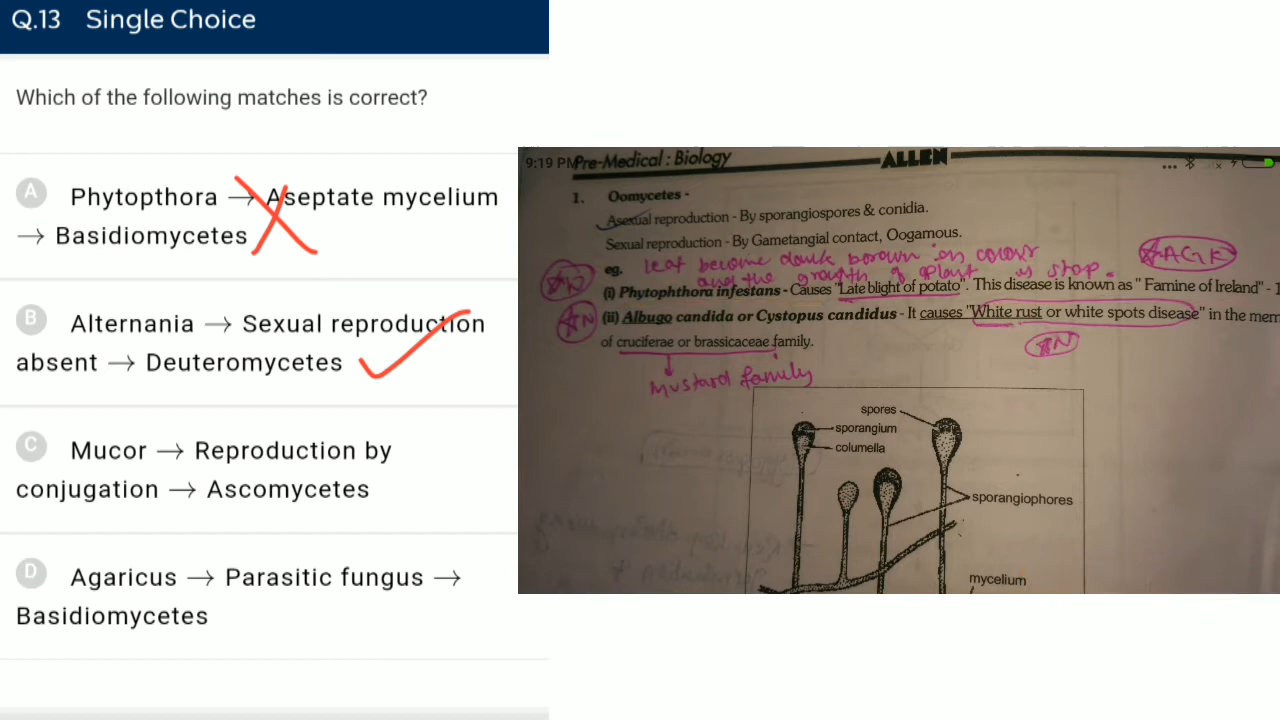 Q.13 Single Choice
Which of the following matches is correct?
A Phytopthora → Aseptate mycelium
→ Basidiomycetes
B Alternania → Sexual reproduction
absent → Deuteromycetes
C Mucor → Reproduction by
conjugation → Ascomycetes
D Agaricus → Parasitic fungus →
Basidiomycetes
9:19 PM
Pre-Medical : Biology
ALLEN
1. Oomycetes -
Asexual reproduction - By sporangiospores & conidia.
Sexual reproduction - By Gametangial contact, Oogamous.
eg. leaf become dark borown in colour
and the growth of plant is stop.
(i) Phytophthora infestans - Causes "Late blight of potato". This disease is known as " Famine of Ireland" - 1
(ii) Albugo candida or Cystopus candidus - It causes "White rust or white spots disease" in the mem
of cruciferae or brassicaceae family.
Mustard family
spores
sporangium
columella
sporangiophores
mycelium